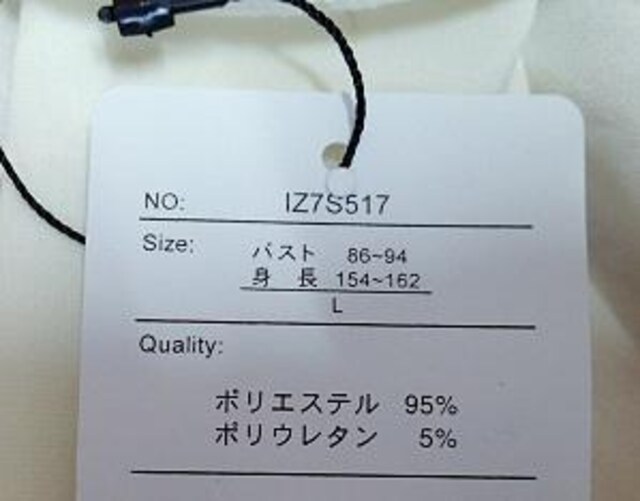 NO: IZ7S517
Size: バスト 86~94
身 長 154~162
L
Quality:
ポリエステル 95%
ポリウレタン 5%